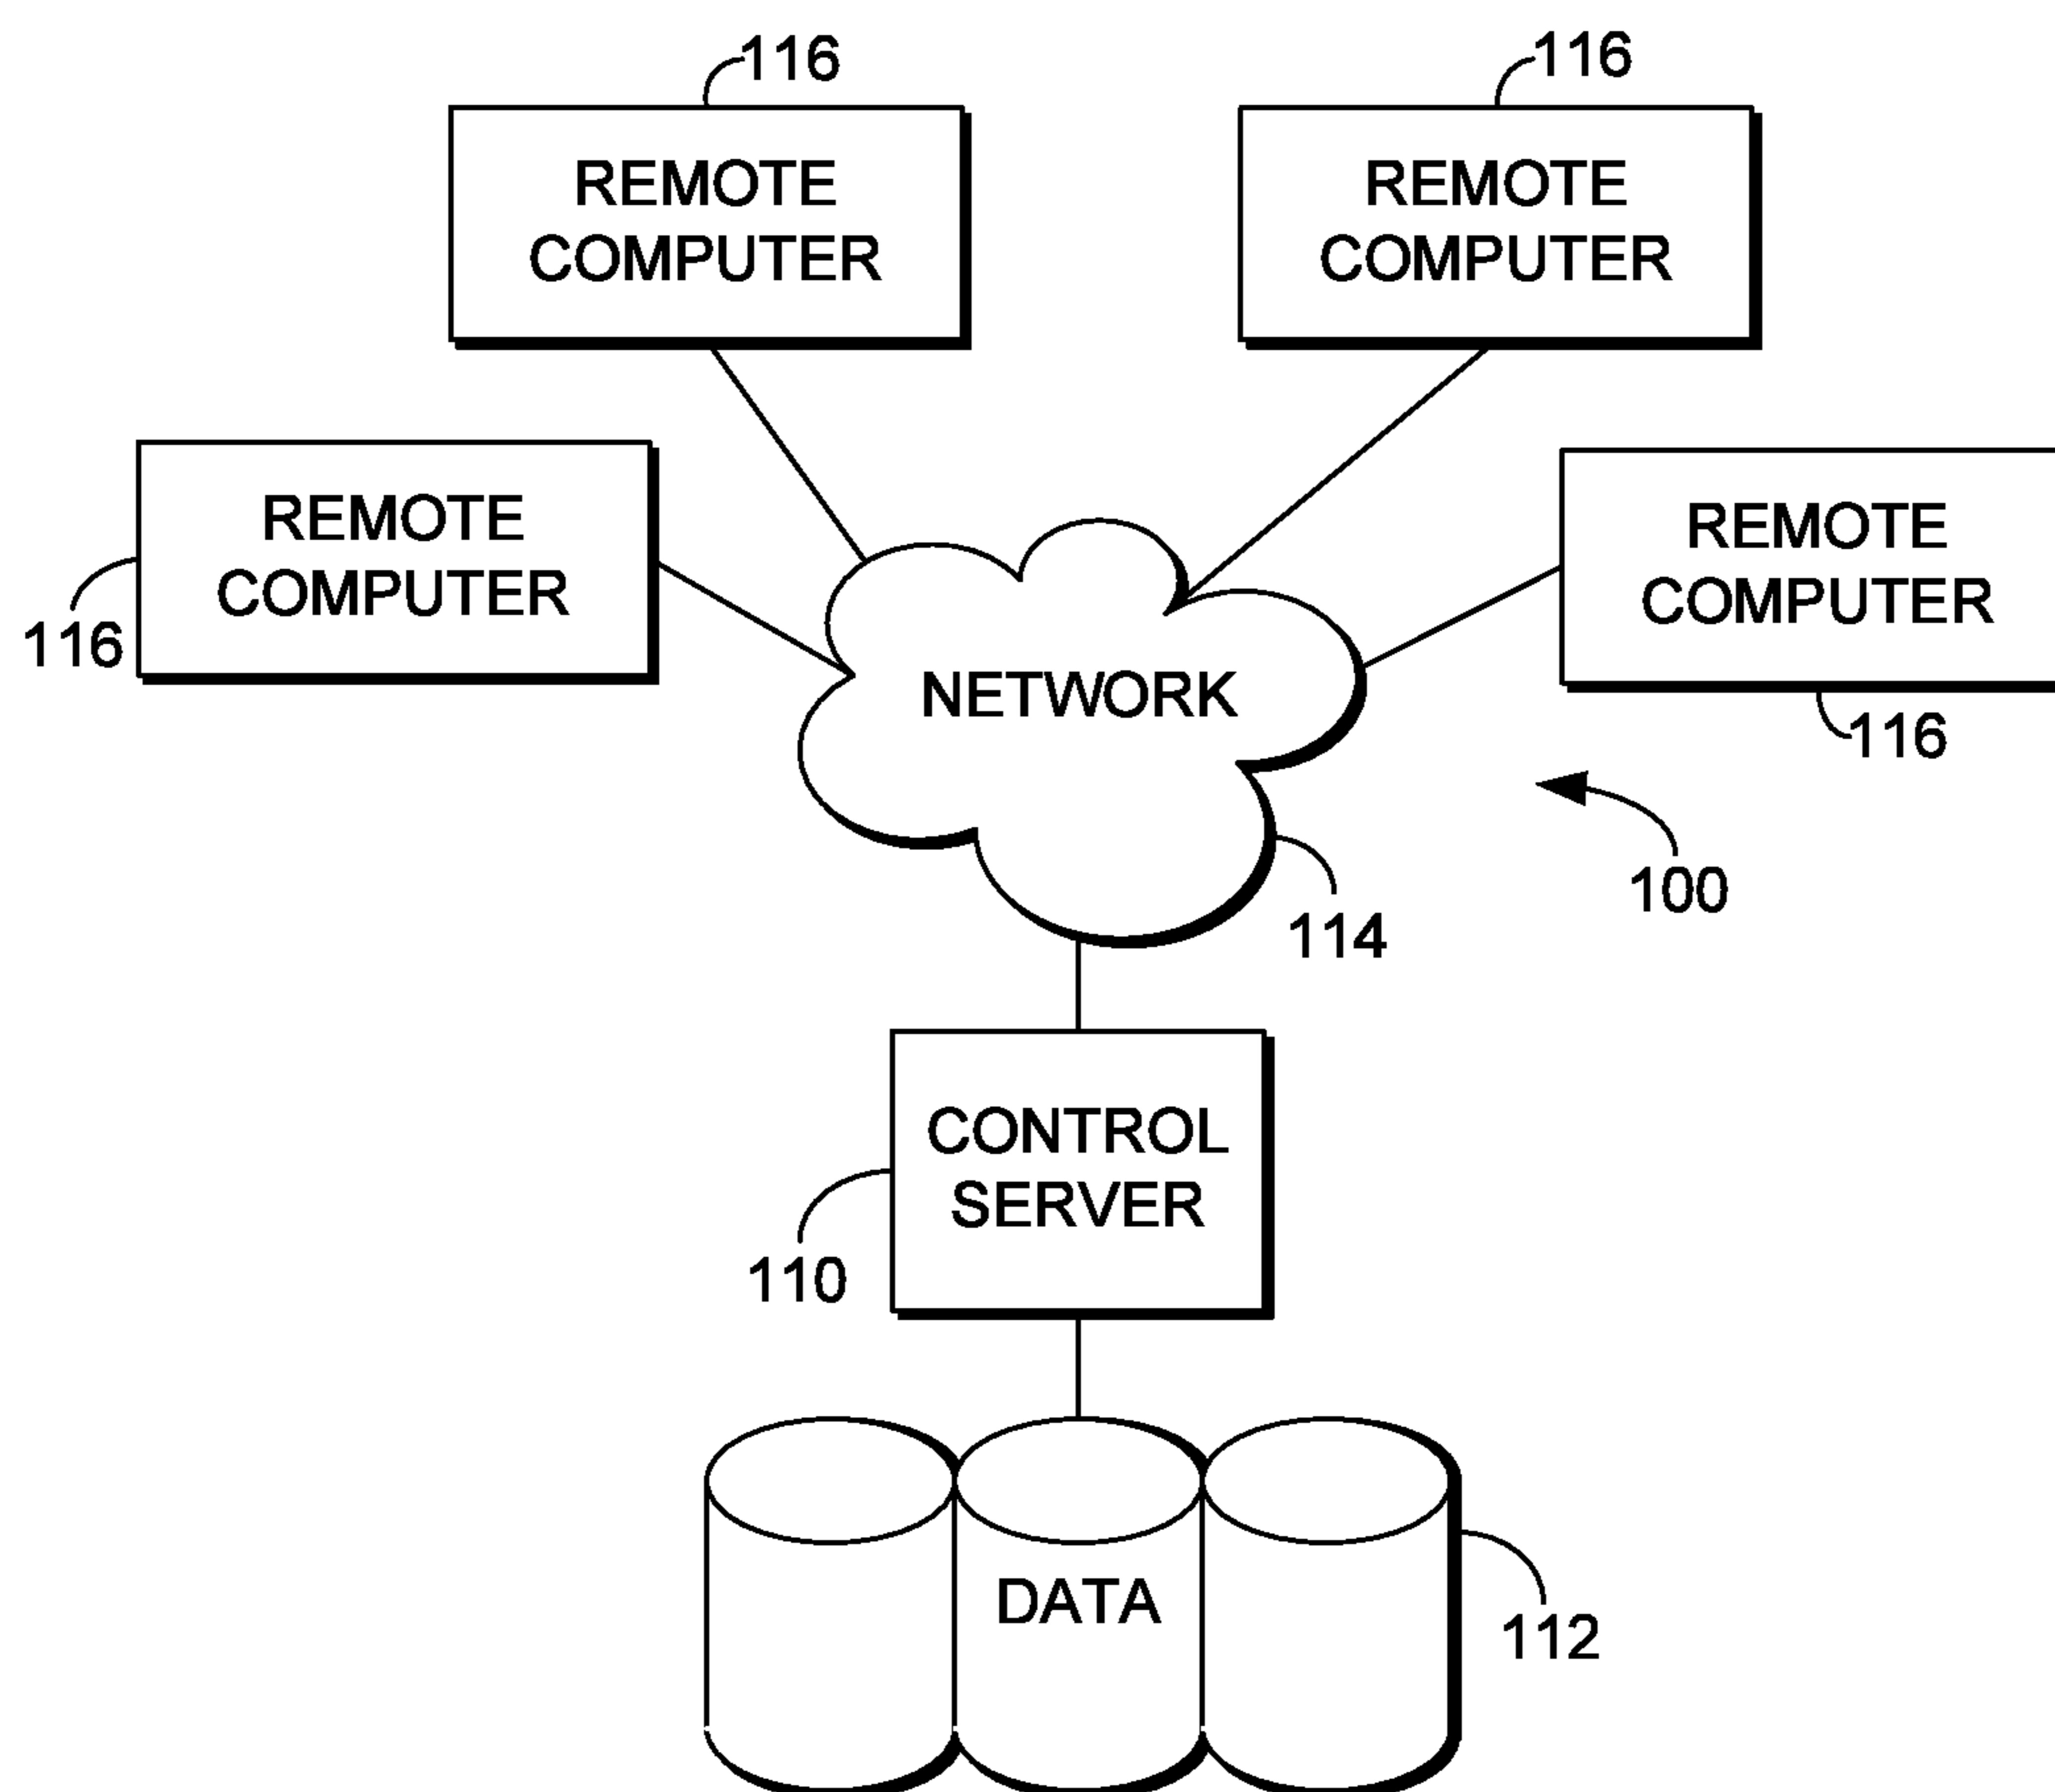 116
116
REMOTE
COMPUTER
REMOTE
COMPUTER
REMOTE
COMPUTER
REMOTE
COMPUTER
116
NETWORK
116
100
114
CONTROL
SERVER
110
DATA
112